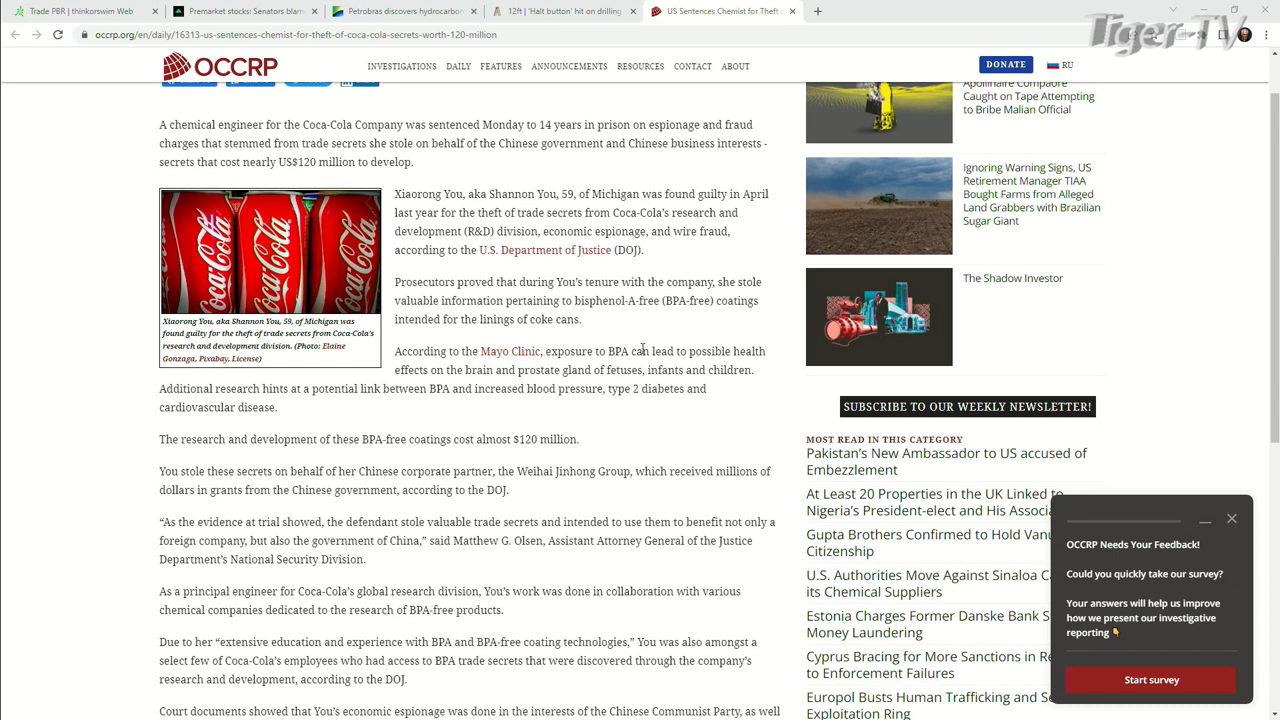 Trade PBR | thinkorswim Web
Premarket stocks: Senators blam
Petrobras discovers hydrocarbon
12ft | 'Halt button' hit on drilling
US Sentences Chemist for Theft o
Tiger TV
occrp.org/en/daily/16313-us-sentences-chemist-for-theft-of-coca-cola-secrets-worth-120-million
OCCRP
INVESTIGATIONS DAILY FEATURES ANNOUNCEMENTS RESOURCES CONTACT ABOUT
DONATE
RU
A chemical engineer for the Coca-Cola Company was sentenced Monday to 14 years in prison on espionage and fraud
charges that stemmed from trade secrets she stole on behalf of the Chinese government and Chinese business interests -
secrets that cost nearly US$120 million to develop.
Coca-Cola Coca-Cola Coca-Cola
Xiaorong You, aka Shannon You, 59, of Michigan was
found guilty for the theft of trade secrets from Coca-Cola's
research and development division. (Photo: Elaine
Gonzaga, Pixabay, License)
Xiaorong You, aka Shannon You, 59, of Michigan was found guilty in April
last year for the theft of trade secrets from Coca-Cola's research and
development (R&D) division, economic espionage, and wire fraud,
according to the U.S. Department of Justice (DOJ).
Prosecutors proved that during You's tenure with the company, she stole
valuable information pertaining to bisphenol-A-free (BPA-free) coatings
intended for the linings of coke cans.
According to the Mayo Clinic, exposure to BPA can lead to possible health
effects on the brain and prostate gland of fetuses, infants and children.
Additional research hints at a potential link between BPA and increased blood pressure, type 2 diabetes and
cardiovascular disease.
The research and development of these BPA-free coatings cost almost $120 million.
You stole these secrets on behalf of her Chinese corporate partner, the Weihai Jinhong Group, which received millions of
dollars in grants from the Chinese government, according to the DOJ.
“As the evidence at trial showed, the defendant stole valuable trade secrets and intended to use them to benefit not only a
foreign company, but also the government of China,” said Matthew G. Olsen, Assistant Attorney General of the Justice
Department's National Security Division.
As a principal engineer for Coca-Cola's global research division, You's work was done in collaboration with various
chemical companies dedicated to the research of BPA-free products.
Due to her “extensive education and experience with BPA and BPA-free coating technologies,” You was also amongst a
select few of Coca-Cola's employees who had access to BPA trade secrets that were discovered through the company's
research and development, according to the DOJ.
Court documents showed that You's economic espionage was done in the interests of the Chinese Communist Party, as well
Apollinaire Compaore
Caught on Tape Attempting
to Bribe Malian Official
Ignoring Warning Signs, US
Retirement Manager TIAA
Bought Farms from Alleged
Land Grabbers with Brazilian
Sugar Giant
The Shadow Investor
SUBSCRIBE TO OUR WEEKLY NEWSLETTER!
MOST READ IN THIS CATEGORY
Pakistan's New Ambassador to US accused of
Embezzlement
At Least 20 Properties in the UK Linked to
Nigeria's President-elect and His Associa
Gupta Brothers Confirmed to Hold Vanu
Citizenship
U.S. Authorities Move Against Sinaloa Ca
its Chemical Suppliers
Estonia Charges Former Danske Bank S
Money Laundering
Cyprus Bracing for More Sanctions in Re
to Enforcement Failures
Europol Busts Human Trafficking and Se
Exploitation Ring
OCCRP Needs Your Feedback!
Could you quickly take our survey?
Your answers will help us improve
how we present our investigative
reporting
Start survey